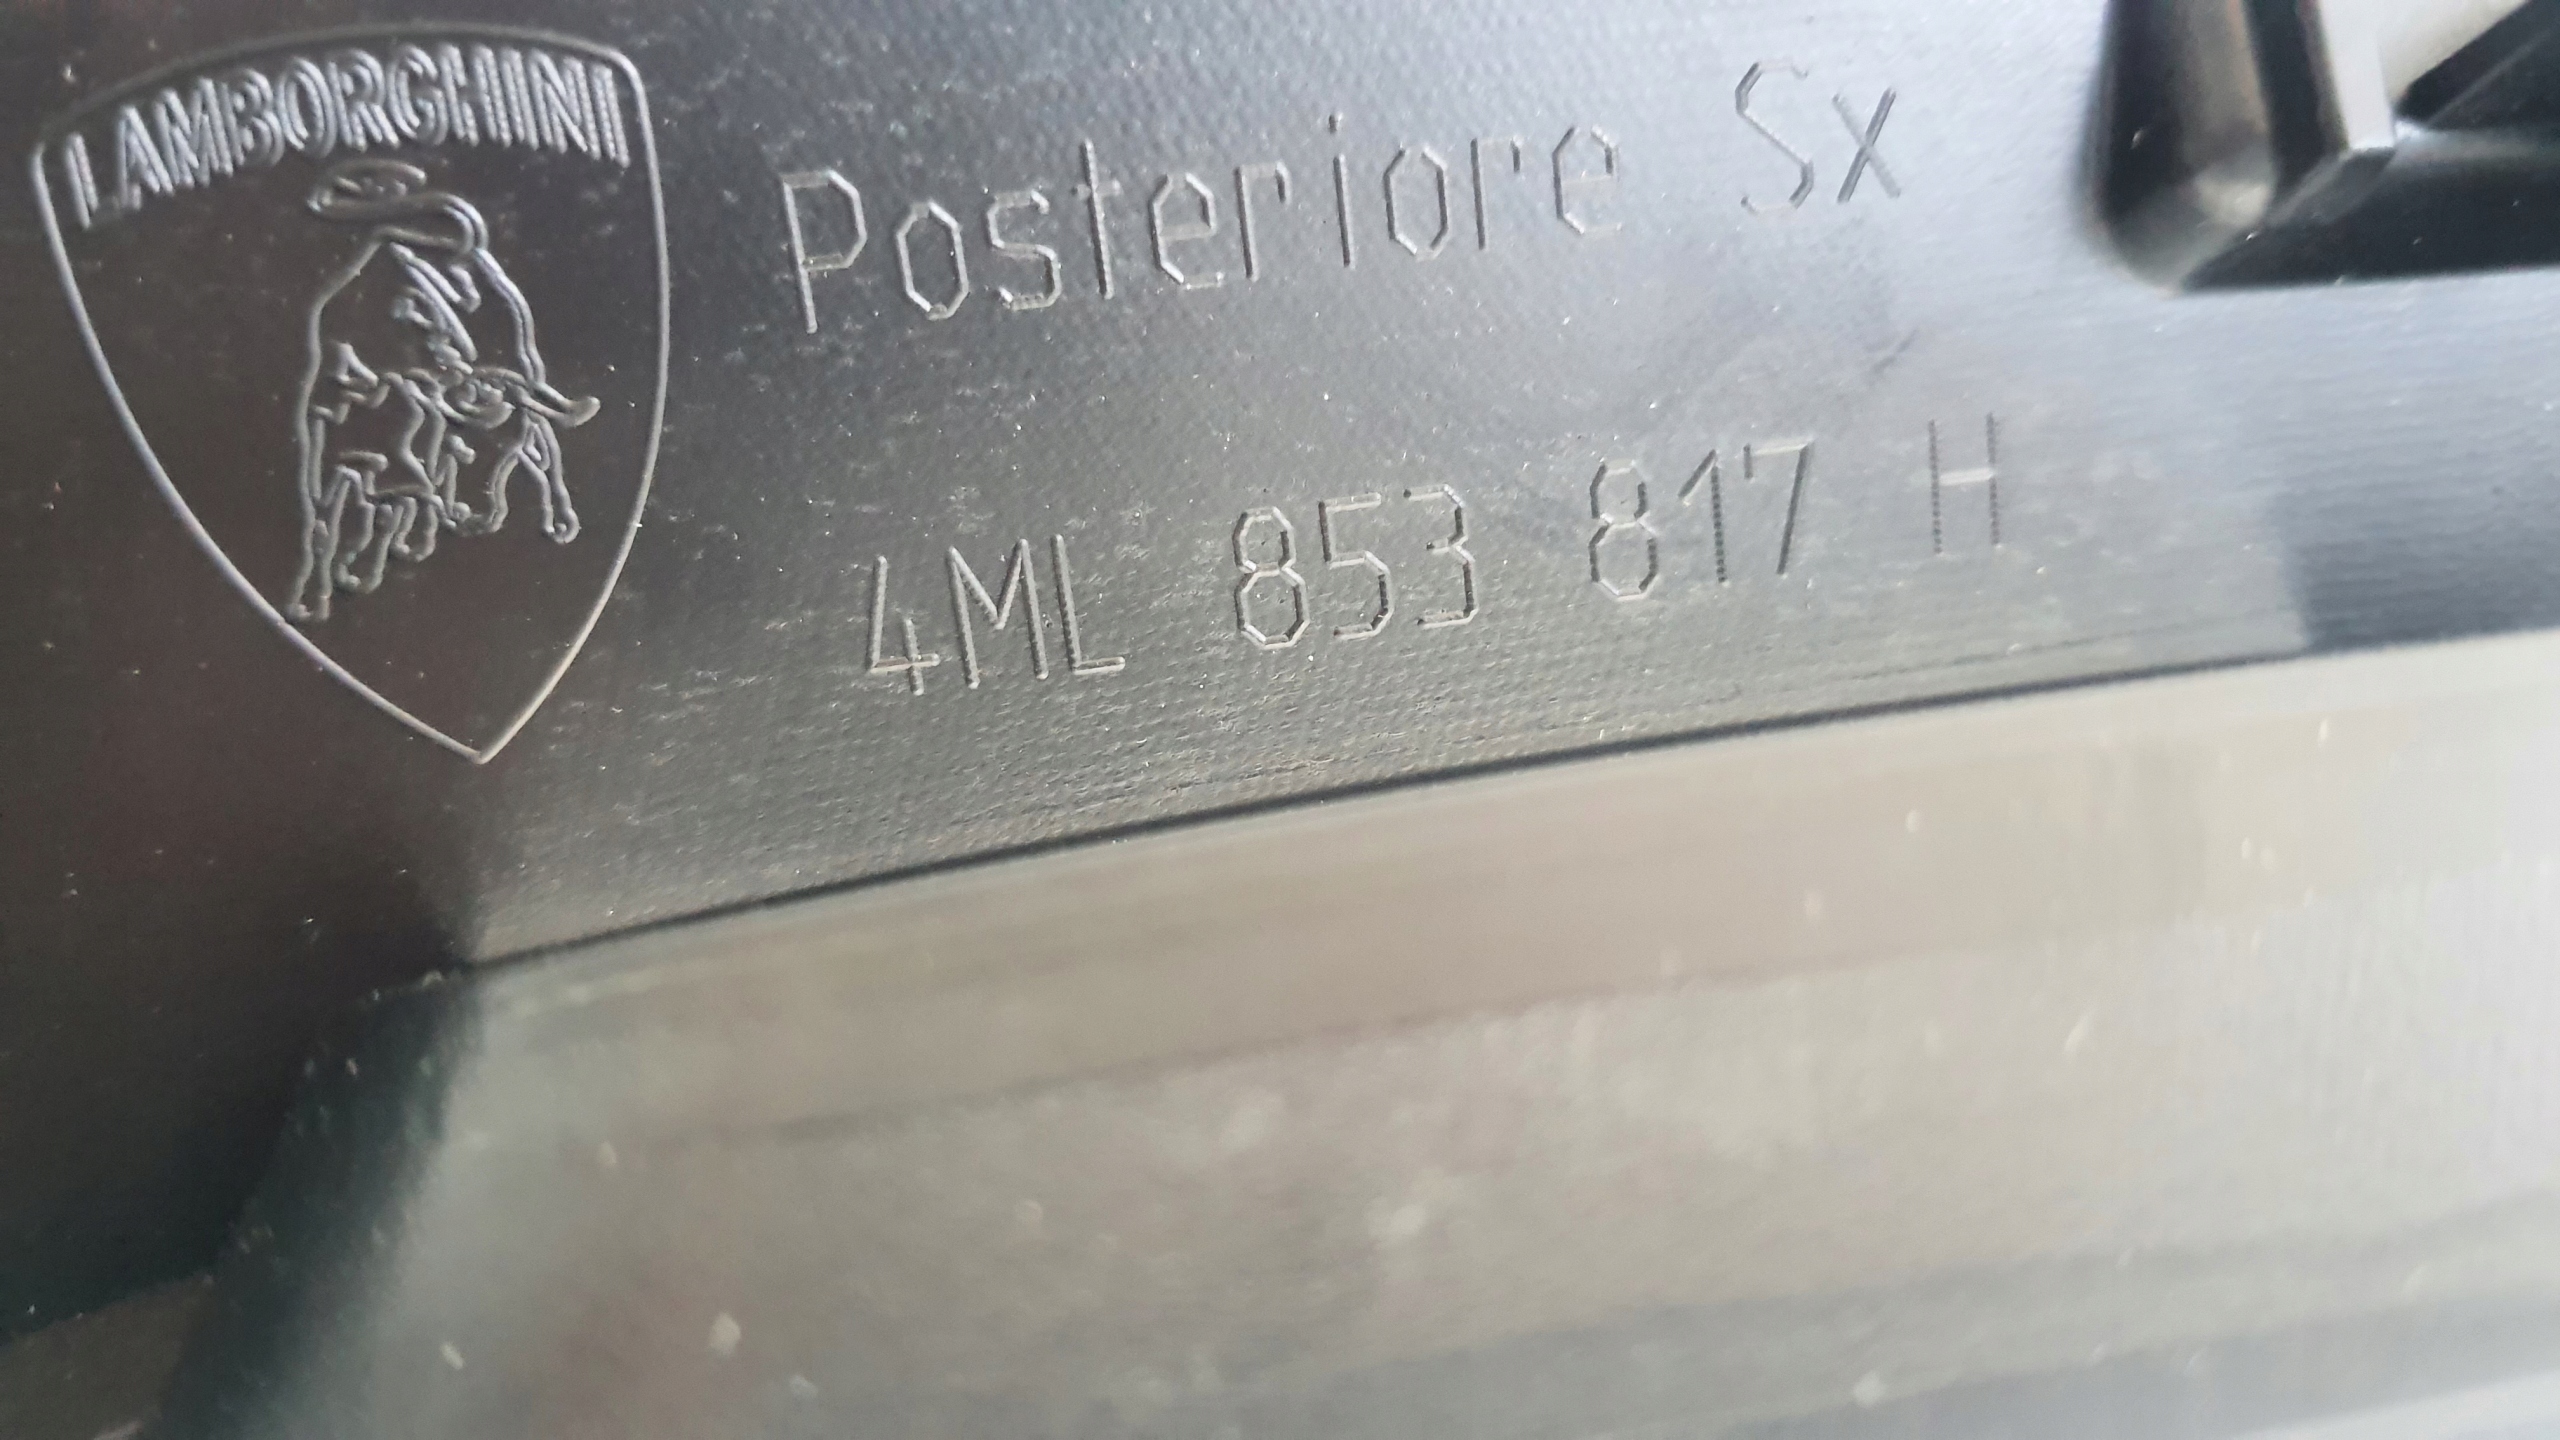 LAMBORGHINI
Posteriore Sx
4ML 853 817 H